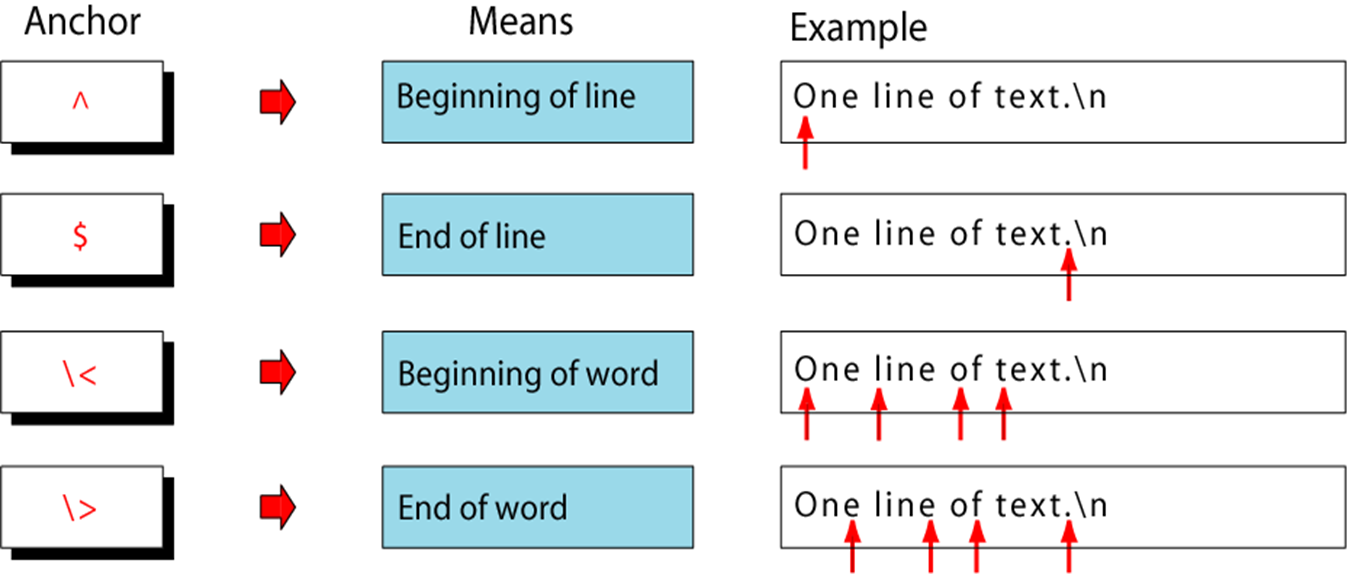 Anchor Means Example
^ Beginning of line One line of text.\n
$ End of line One line of text.\n
\< Beginning of word One line of text.\n
\> End of word One line of text.\n